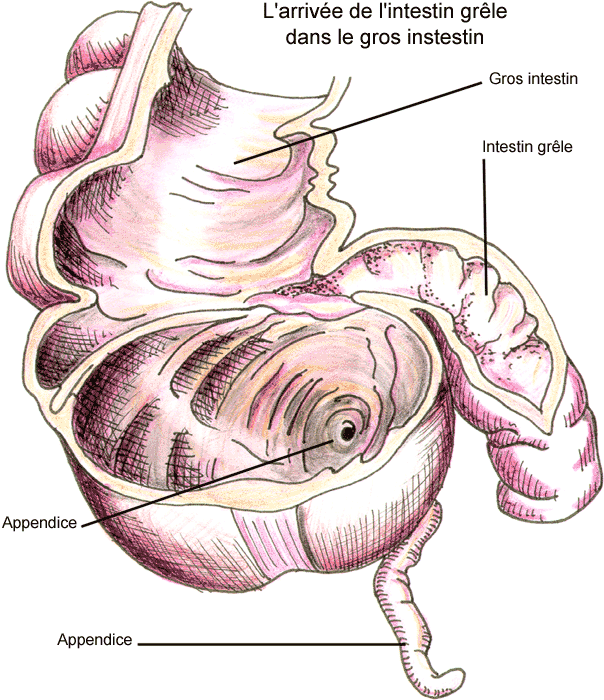 L'arrivée de l'intestin grêle
dans le gros instestin
Gros intestin
Intestin grêle
Appendice
Appendice